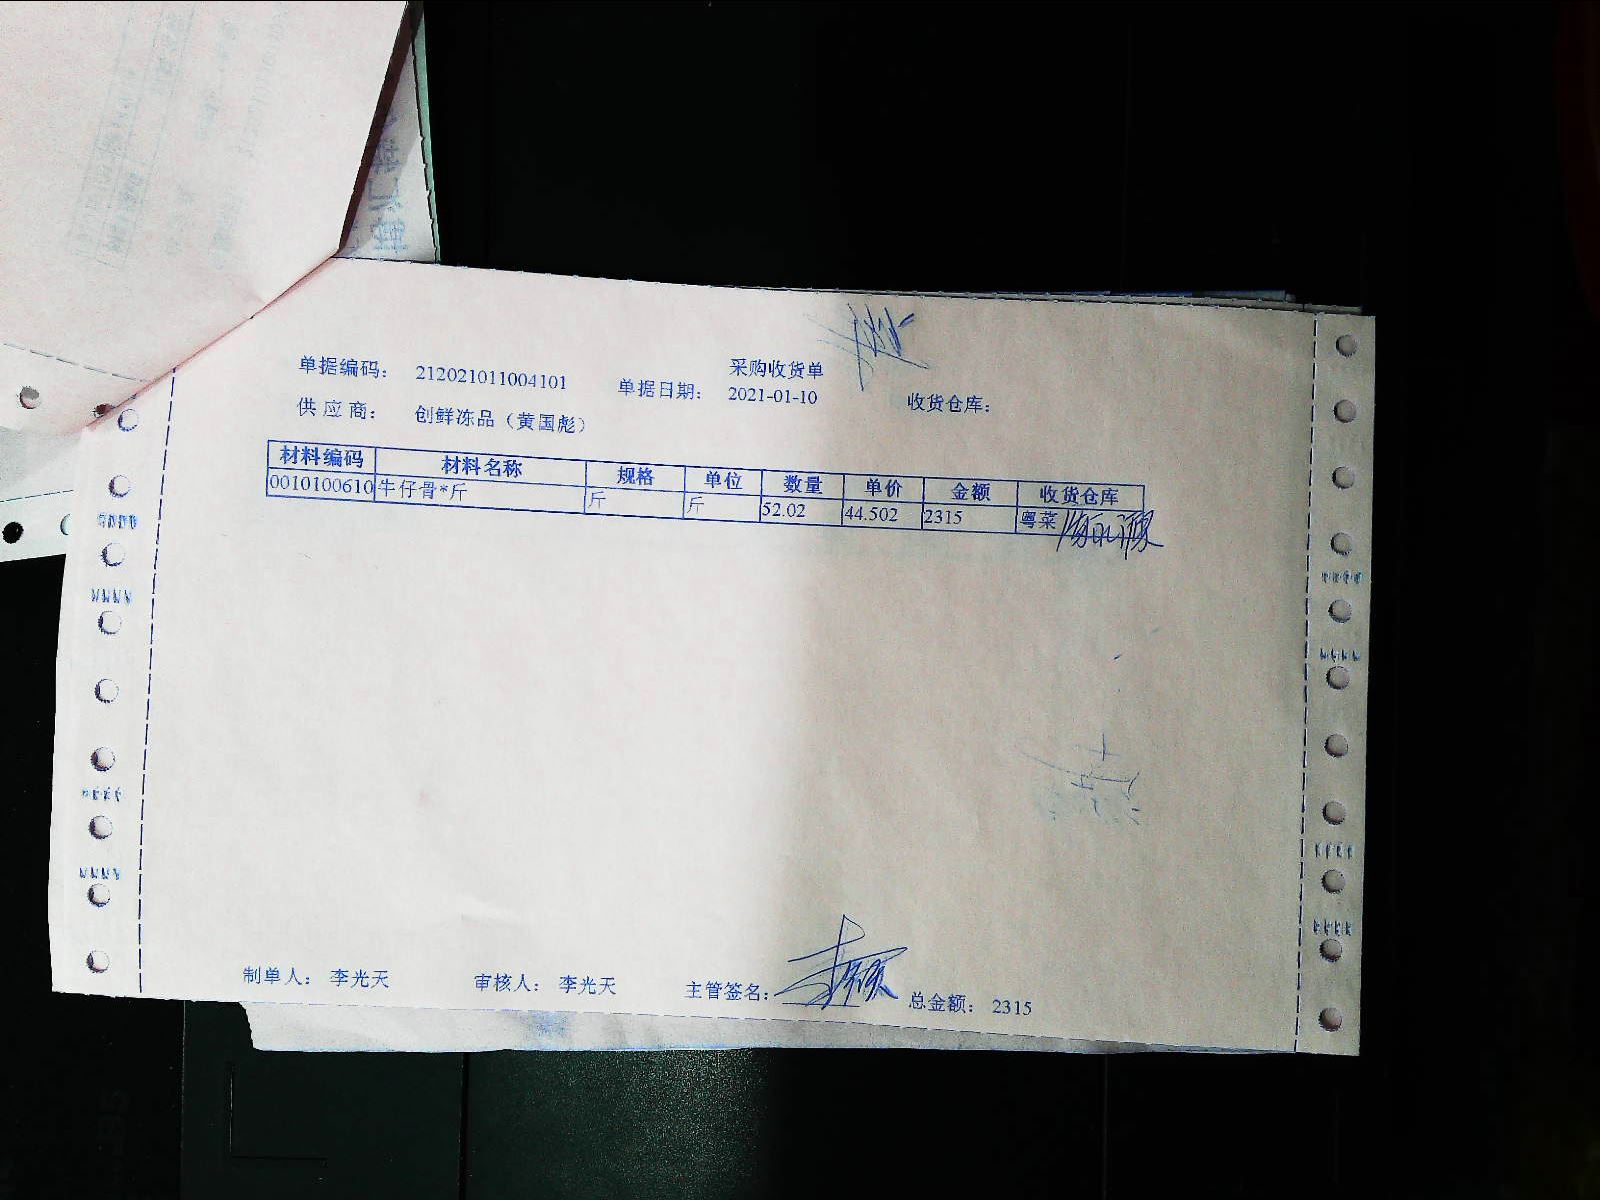 采购收货单
单据编码： 212021011004101 单据日期： 2021-01-10 收货仓库：
供应商： 创鲜冻品（黄国彪）
材料编码 材料名称 规格 单位 数量 单价 金额 收货仓库
0010100610 牛仔骨*斤 斤 斤 52.02 44.502 2315 粤菜
制单人： 李光天 审核人： 李光天 主管签名： 总金额： 2315